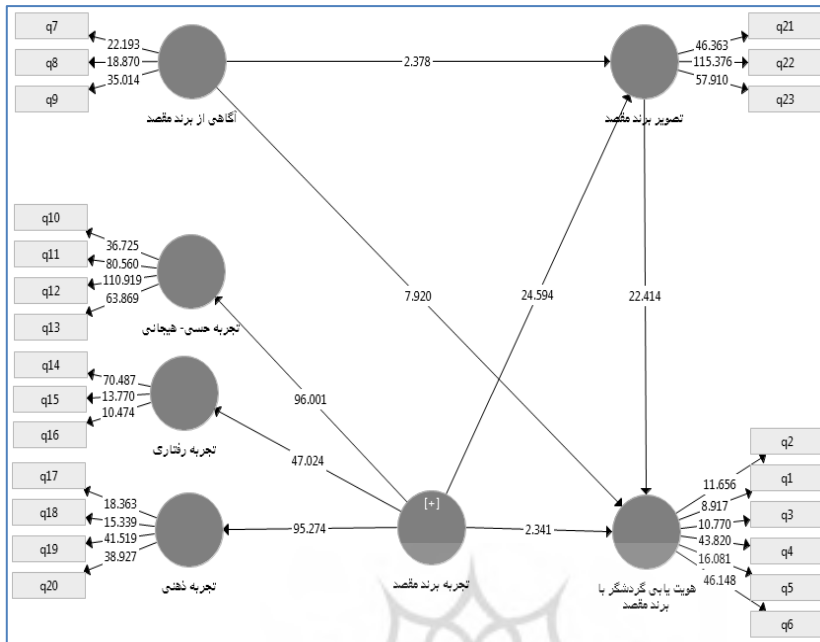 q7
q8
q9
22.193
18.870
35.014
آگاهی از برند مقصد
2.378
q21
q22
q23
46.363
115.376
57.910
تصویر برند مقصد
q10
q11
q12
q13
36.725
80.560
110.919
63.869
تجربه حسی- هیجانی
7.920
24.594
22.414
q14
q15
q16
70.487
13.770
10.474
تجربه رفتاری
96.001
47.024
q17
q18
q19
q20
18.363
15.339
41.519
38.927
تجربه ذهنی
95.274
[+]
تجربه برند مقصد
2.341
q2
q1
q3
q4
q5
q6
11.656
8.917
10.770
43.820
16.081
46.148
هویت یابی گردشگر با
برند مقصد